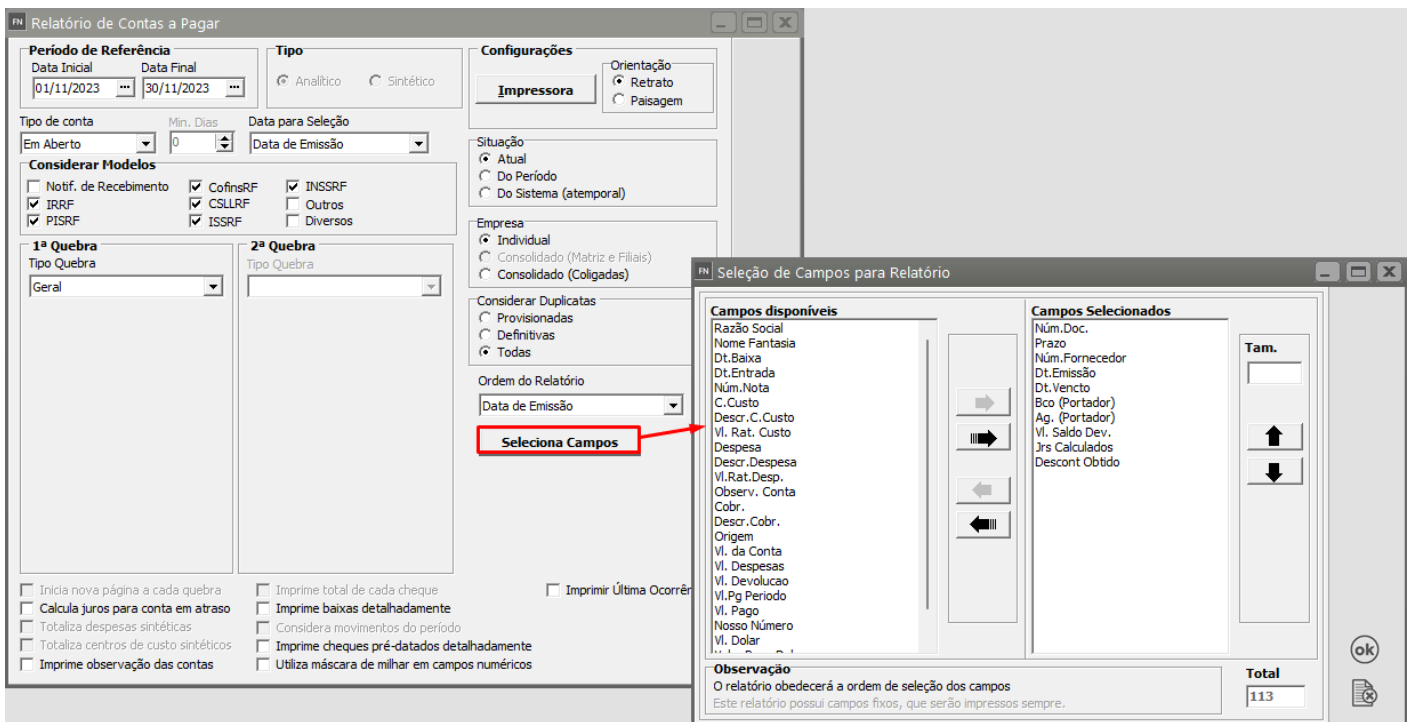 FN Relatório de Contas a Pagar
Período de Referência
Data Inicial Data Final
01/11/2023 ... 30/11/2023 ...
Tipo
Analítico Sintético
Configurações
Impressora
Orientação
Retrato
Paisagem
Tipo de conta Min. Dias Data para Seleção
Em Aberto 0 Data de Emissão
Considerar Modelos
Notif. de Recebimento CofinsRF INSSRF
IRRF CSLLRF Outros
PISRF ISSRF Diversos
Situação
Atual
Do Período
Do Sistema (atemporal)
Empresa
Individual
Consolidado (Matriz e Filiais)
Consolidado (Coligadas)
1ª Quebra
Tipo Quebra
Geral
2ª Quebra
Tipo Quebra
Considerar Duplicatas
Provisionadas
Definitivas
Todas
Ordem do Relatório
Data de Emissão
Seleciona Campos
Inicia nova página a cada quebra
Calcula juros para conta em atraso
Totaliza despesas sintéticas
Totaliza centros de custo sintéticos
Imprime observação das contas
Imprime total de cada cheque
Imprime baixas detalhadamente
Considera movimentos do período
Imprime cheques pré-datados detalhadamente
Utiliza máscara de milhar em campos numéricos
Imprimir Última Ocorrên
FN Seleção de Campos para Relatório
Campos disponíveis
Razão Social
Nome Fantasia
Dt.Baixa
Dt.Entrada
Núm.Nota
C.Custo
Descr.C.Custo
Vl. Rat. Custo
Despesa
Descr.Despesa
Vl.Rat.Desp.
Observ. Conta
Cobr.
Descr.Cobr.
Origem
Vl. da Conta
Vl. Despesas
Vl. Devolucao
Vl.Pg Periodo
Vl. Pago
Nosso Número
Vl. Dolar
Campos Selecionados
Núm.Doc.
Prazo
Núm.Fornecedor
Dt.Emissão
Dt.Vencto
Bco (Portador)
Ag. (Portador)
Vl. Saldo Dev.
Jrs Calculados
Descont Obtido
Tam.
Observação
O relatório obedecerá a ordem de seleção dos campos
Este relatório possui campos fixos, que serão impressos sempre.
Total
113
ok